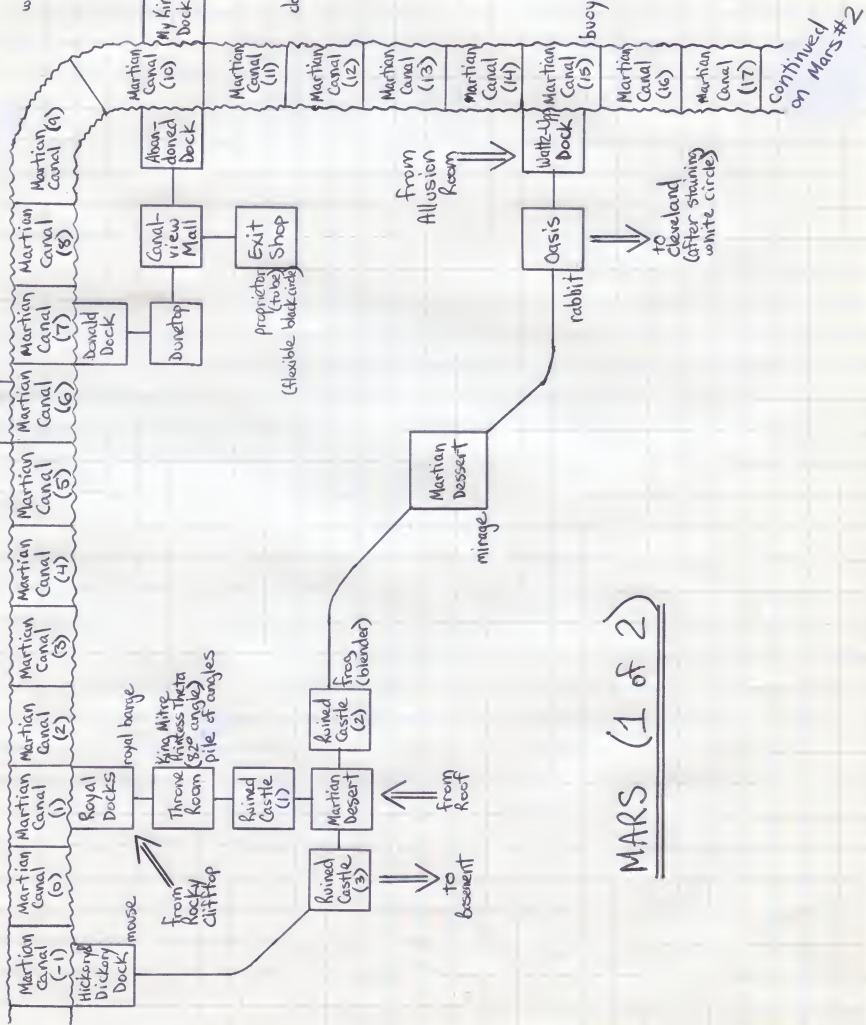 w
My Kin
Dock
do
Martian
Canal
(-1)
Martian
Canal
(0)
Martian
Canal
(1)
Martian
Canal
(2)
Martian
Canal
(3)
Martian
Canal
(4)
Martian
Canal
(5)
Martian
Canal
(6)
Martian
Canal
(7)
Martian
Canal
(8)
Martian
Canal (9)
Martian
Canal
(10)
Martian
Canal
(11)
Martian
Canal
(12)
Martian
Canal
(13)
Martian
Canal
(14)
Martian
Canal
(15)
buoy
Martian
Canal
(16)
Martian
Canal
(17)
Continued
on Mars #2
Hickory &
Dickory
Dock
mouse
Royal
Docks
royal barge
Throne
Room
King Mitre
Princess Theta
(82° angle)
pile of angles
from
Rocky
Clifftop
Ruined
Castle
(1)
Martian
Desert
from
Roof
Ruined
Castle
(3)
to
Basement
Ruined
Castle
(2)
frog
(blender)
Martian
Dessert
mirage
Donald
Dock
Dunetop
Canal-
view
Mall
Aban-
doned
Dock
Exit
Shop
proprietor
(tube)
(flexible black circle)
from
Allusion
Room
Waltz-Upp
Dock
Oasis
rabbit
to
Cleveland
(after staining
white circle)
MARS (1 of 2)